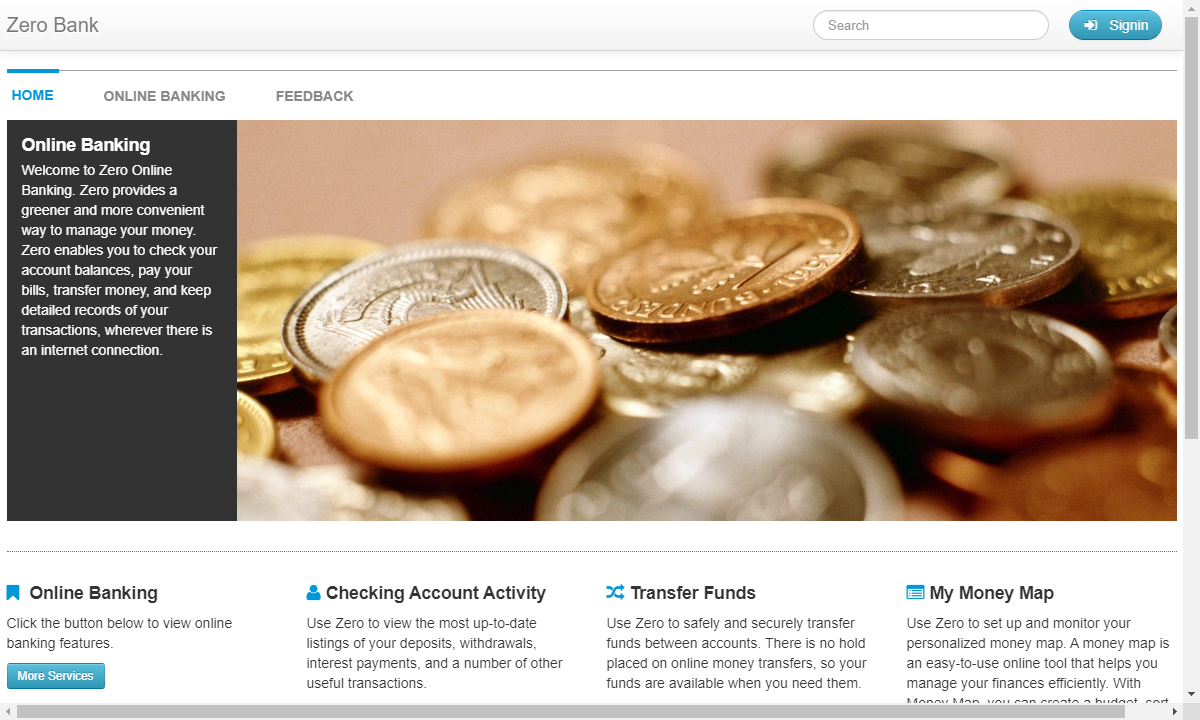 Zero Bank
Search
Signin
HOME
ONLINE BANKING
FEEDBACK
Online Banking
Welcome to Zero Online
Banking. Zero provides a
greener and more convenient
way to manage your money.
Zero enables you to check your
account balances, pay your
bills, transfer money, and keep
detailed records of your
transactions, wherever there is
an internet connection.
Online Banking
Click the button below to view online
banking features.
More Services
Checking Account Activity
Use Zero to view the most up-to-date
listings of your deposits, withdrawals,
interest payments, and a number of other
useful transactions.
Transfer Funds
Use Zero to safely and securely transfer
funds between accounts. There is no hold
placed on online money transfers, so your
funds are available when you need them.
My Money Map
Use Zero to set up and monitor your
personalized money map. A money map is
an easy-to-use online tool that helps you
manage your finances efficiently. With
Money Map, you can create a budget, sort